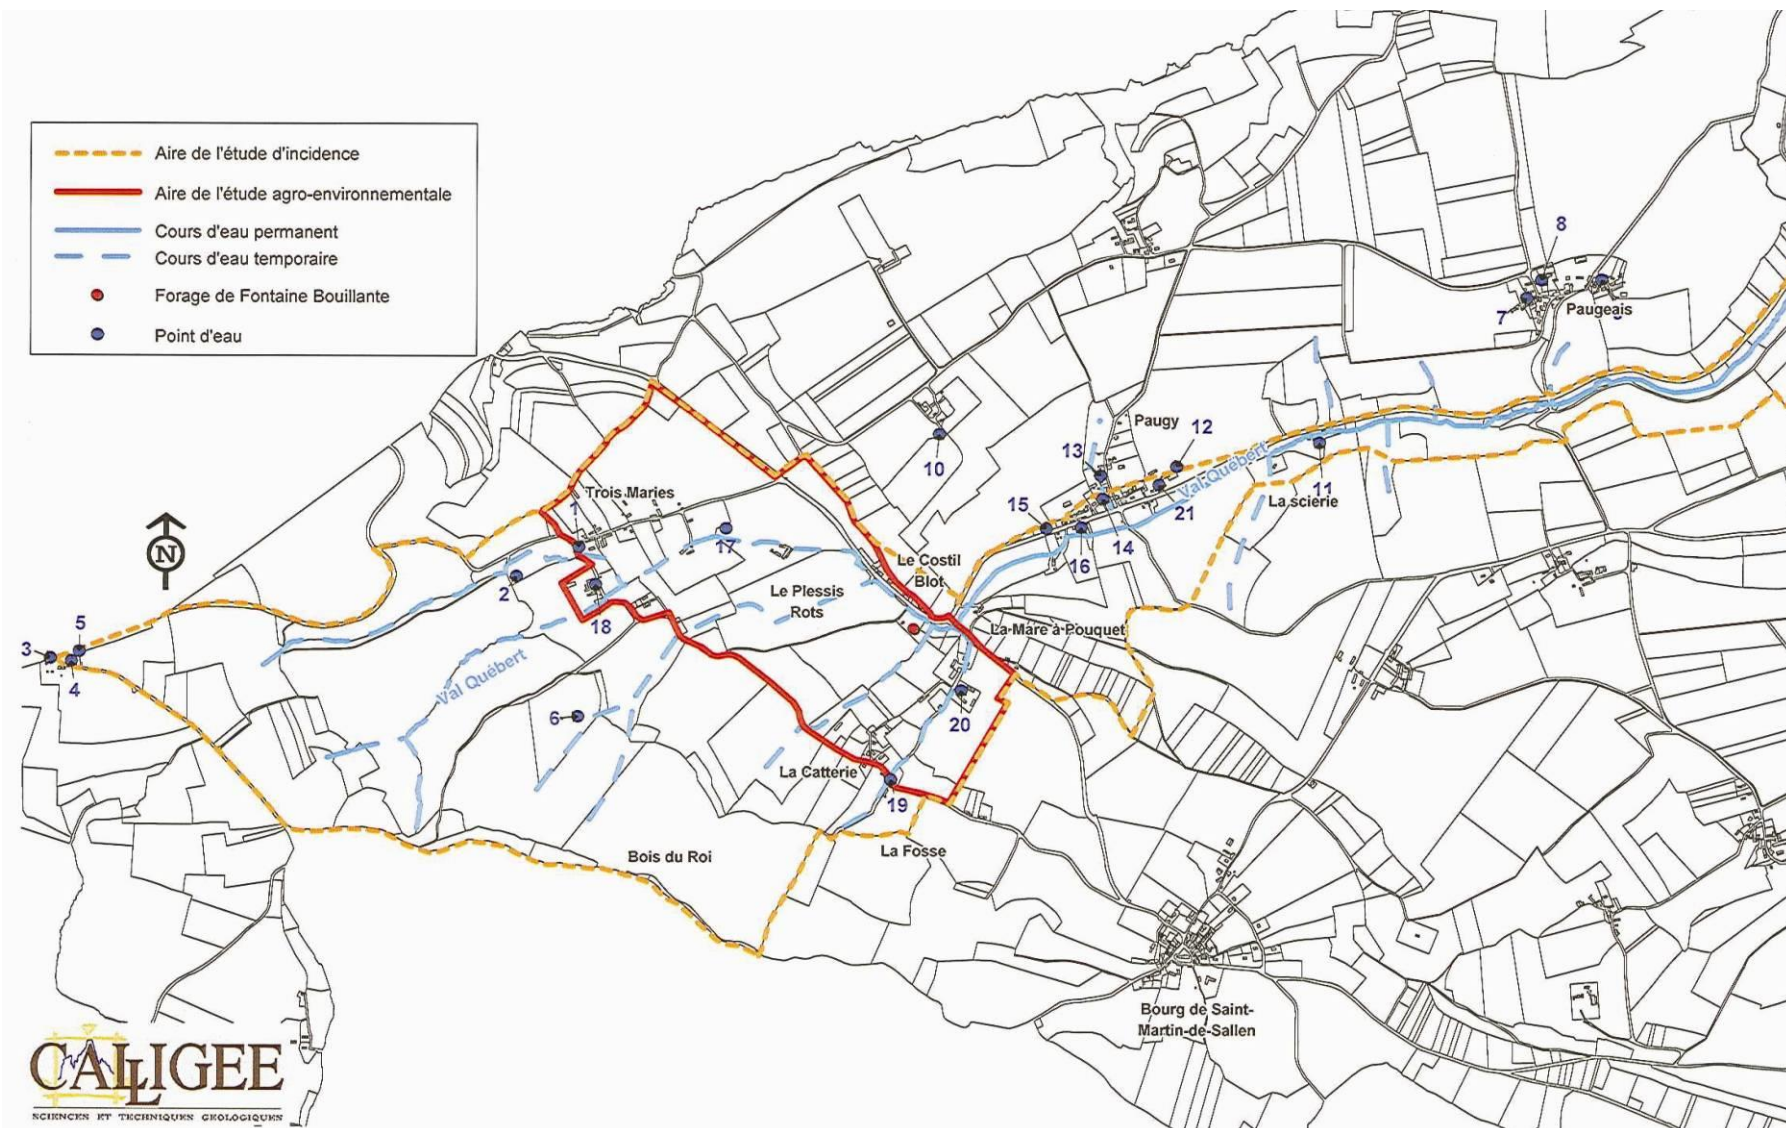 Aire de l'étude d'incidence
Aire de l'étude agro-environnementale
Cours d'eau permanent
Cours d'eau temporaire
Forage de Fontaine Bouillante
Point d'eau
8
7
Paugeais
9
Paugy
12
13
10
Val Québert
11
La scierie
Trois Maries
1
15
21
14
16
17
N
Le Costil
Blot
2
Le Plessis
Rots
5
3
4
18
La Mare à Pouquet
Val Québert
6
20
La Catterie
19
La Fosse
Bois du Roi
Bourg de Saint-
Martin-de-Sallen
CALLIGEE
SCIENCES ET TECHNIQUES GEOLOGIQUES